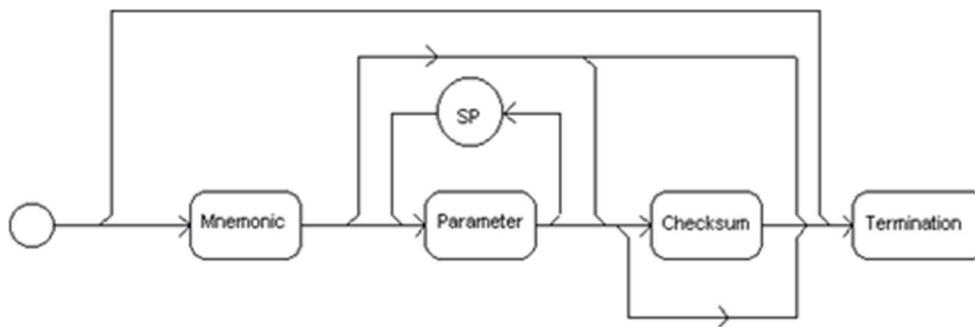 SP
Mnemonic
Parameter
Checksum
Termination